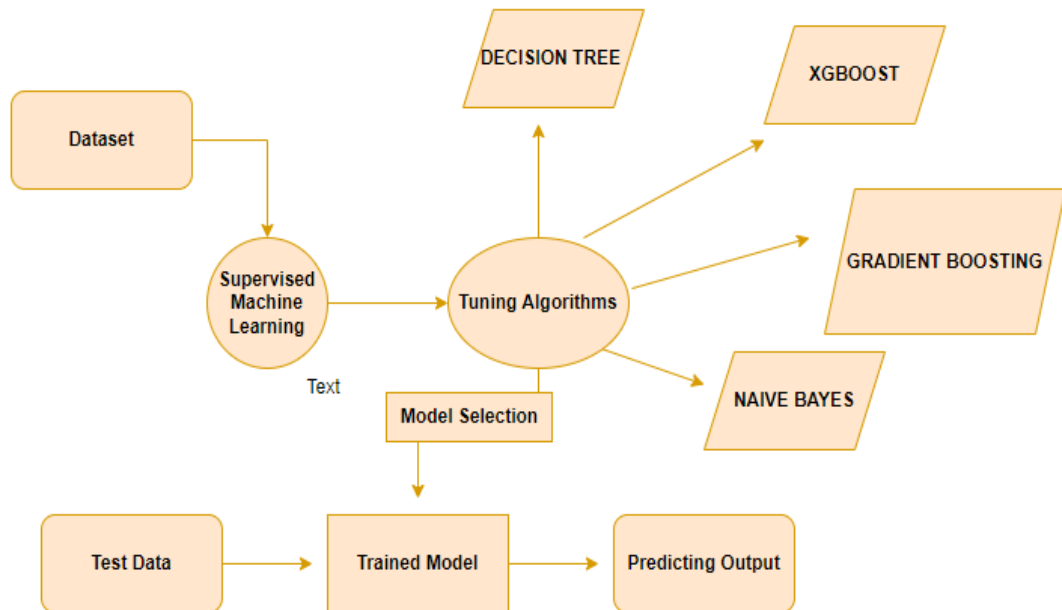 DECISION TREE
XGBOOST
Dataset
GRADIENT BOOSTING
Supervised
Machine
Learning
Tuning Algorithms
Text
NAIVE BAYES
Model Selection
Test Data
Trained Model
Predicting Output